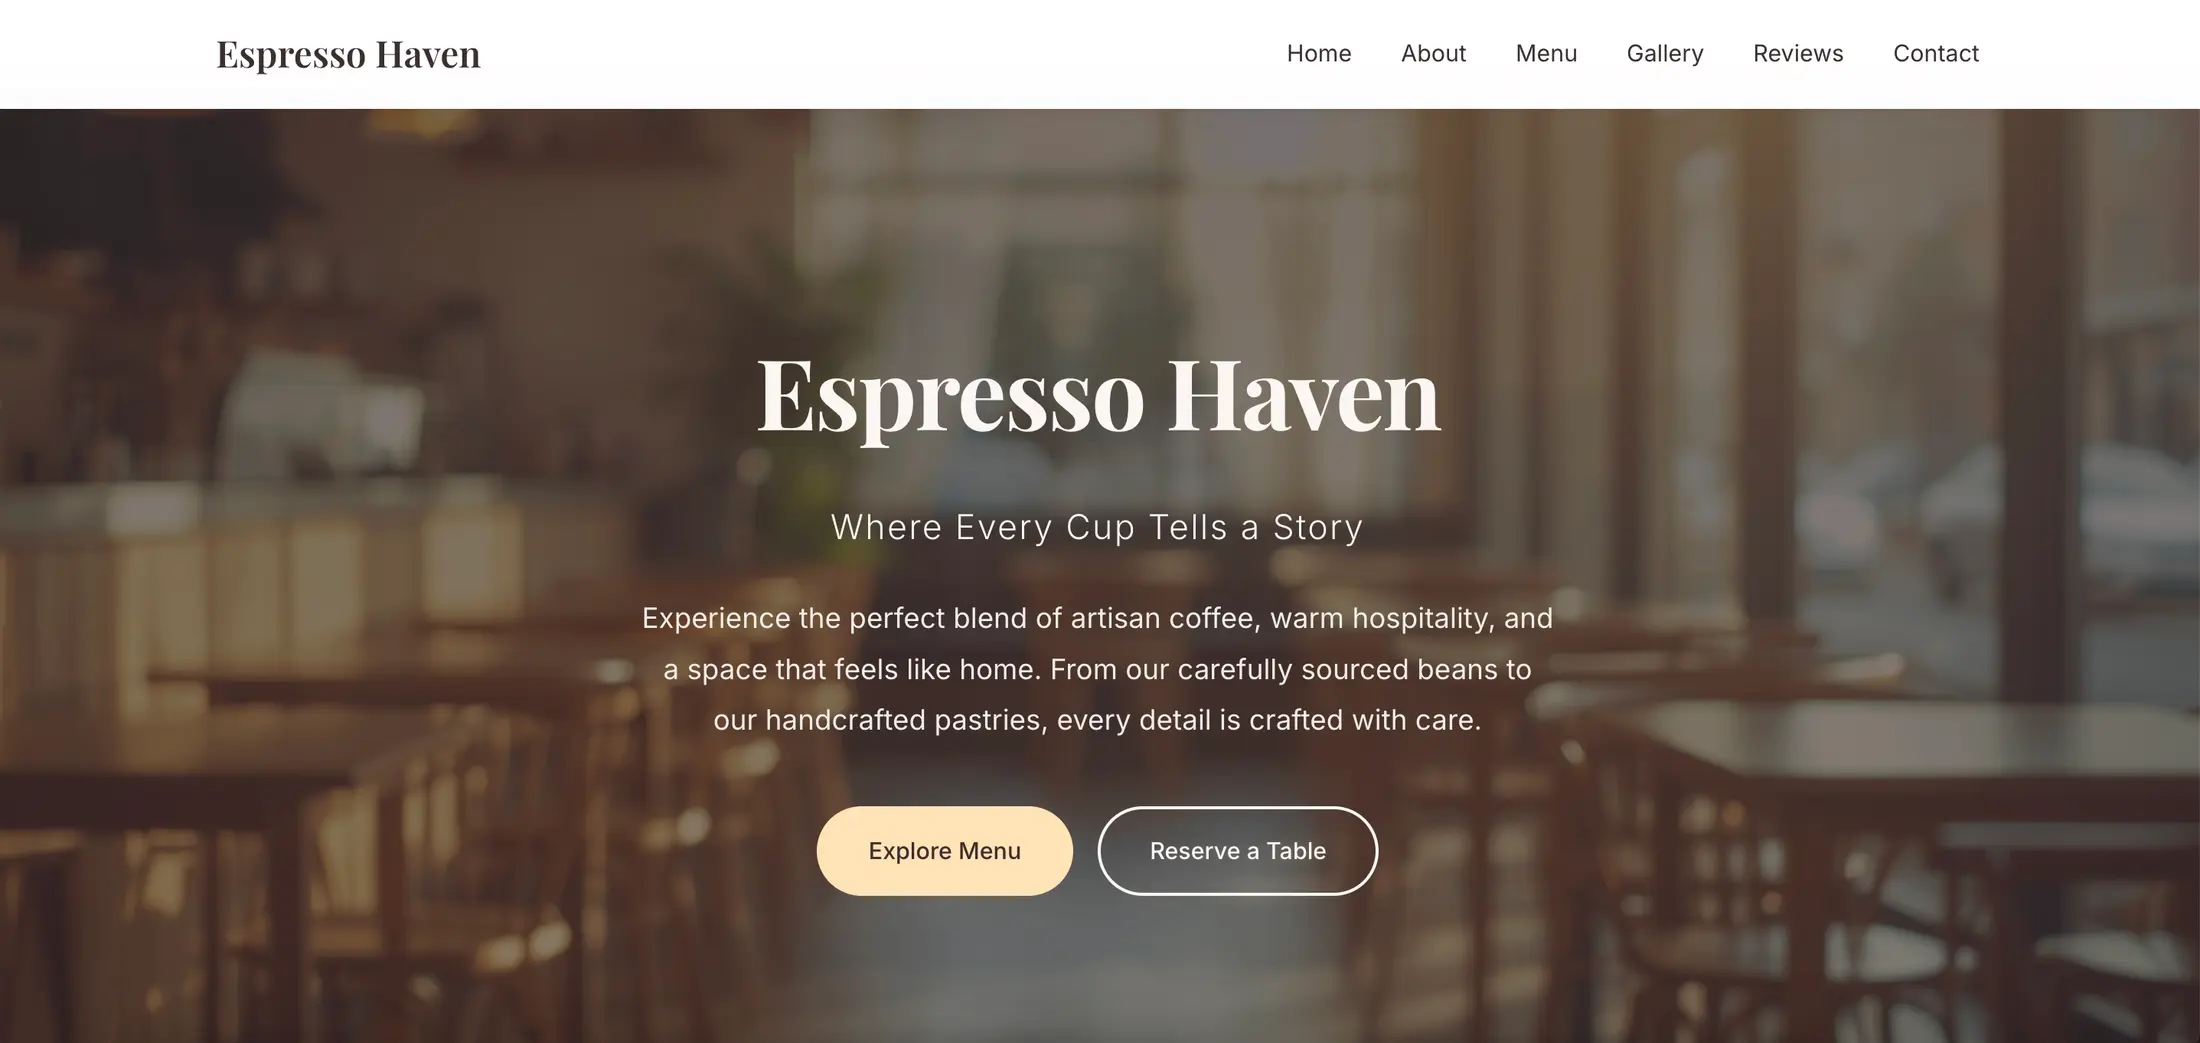 Espresso Haven
Home About Menu Gallery Reviews Contact
Espresso Haven
Where Every Cup Tells a Story
Experience the perfect blend of artisan coffee, warm hospitality, and
a space that feels like home. From our carefully sourced beans to
our handcrafted pastries, every detail is crafted with care.
Explore Menu
Reserve a Table